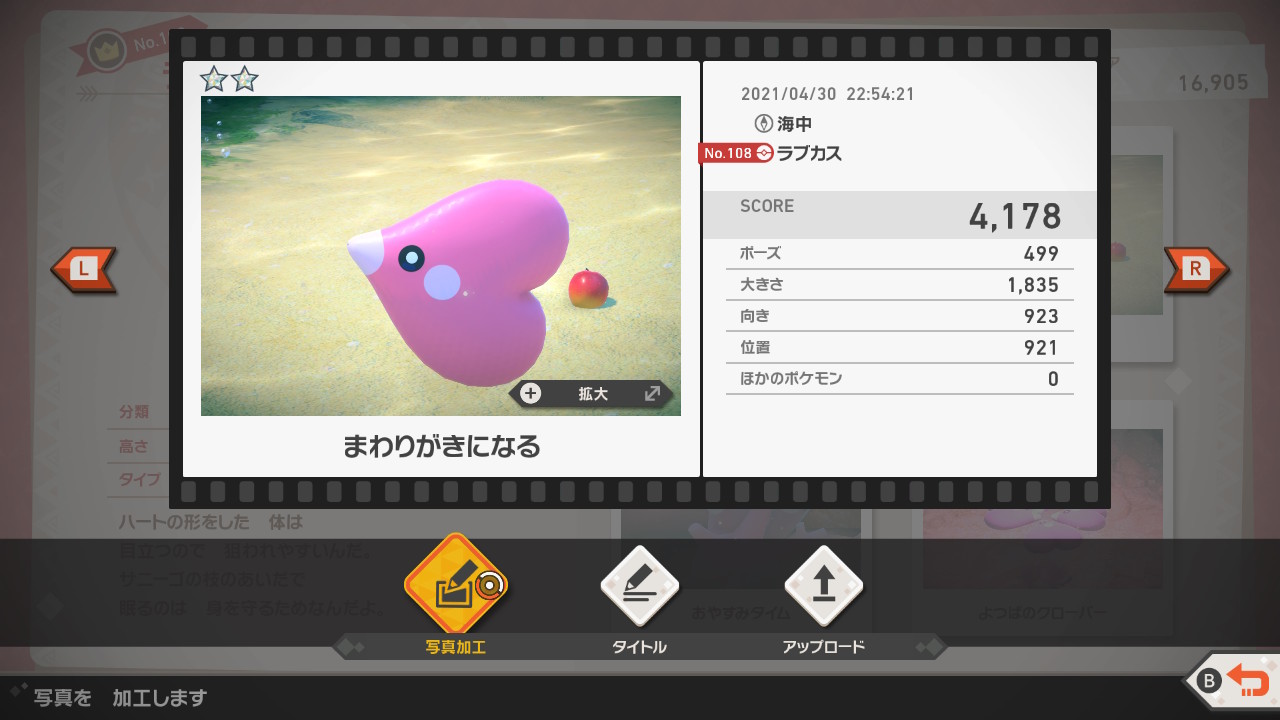 No.1
16,905
2021/04/30 22:54:21
海中
No.108 ラブカス
SCORE 4,178
ポーズ 499
大きさ 1,835
向き 923
位置 921
ほかのポケモン 0
L
R
+ 拡大
まわりがきになる
分類
高さ
タイプ
ハートの形をした 体は
目立つので 狙われやすいんだ。
サニーゴの枝のあいだで
身を守るためなんだよ。
おやすみタイム
よつばのクローバー
写真加工
タイトル
アップロード
写真を 加工します
B